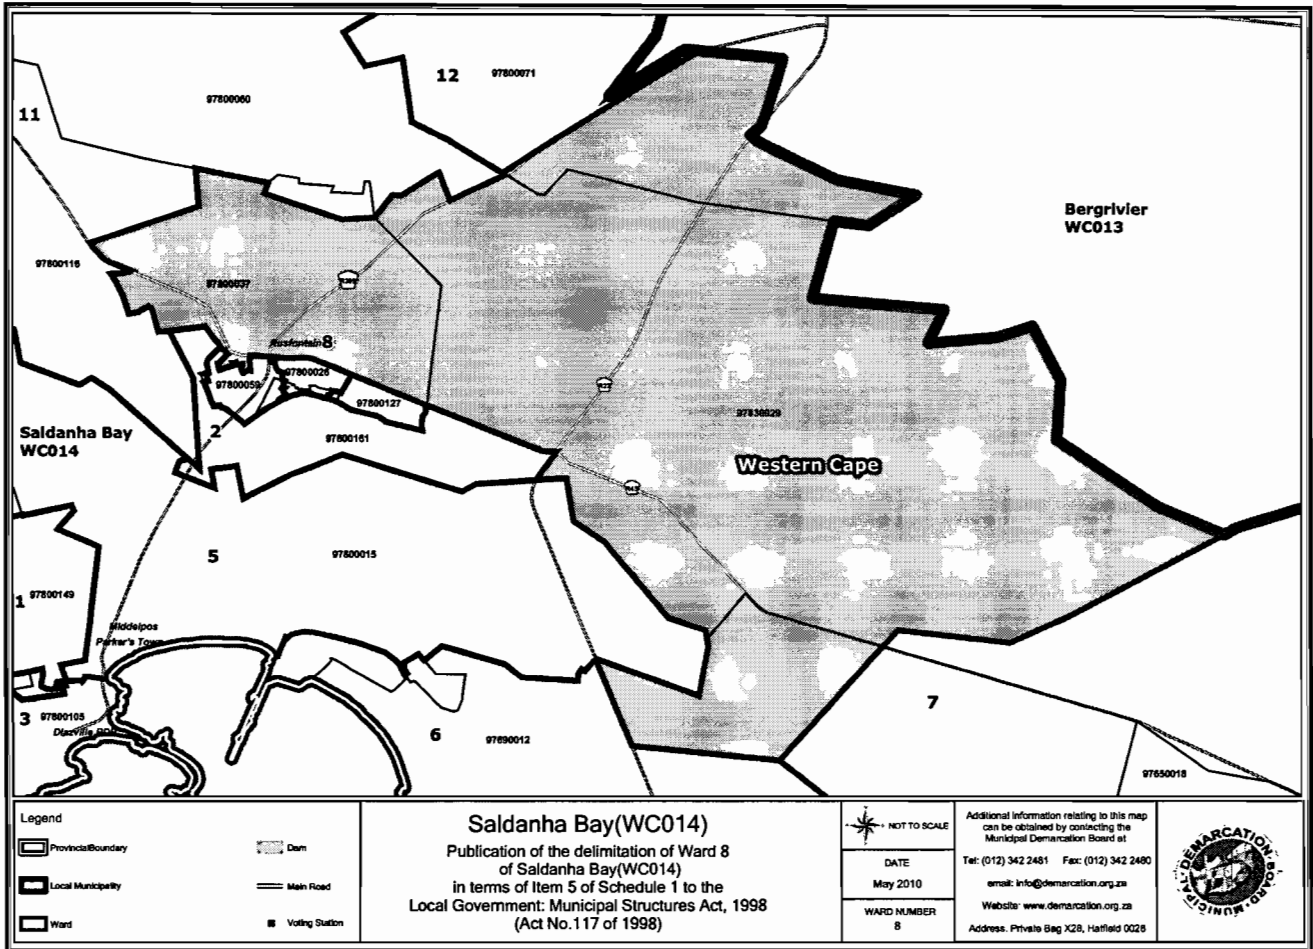 12
97800071
97800060
11
Bergrivier
WC013
97800116
97800037
8
97800059
97800026
97800127
97830029
2
Saldanha Bay
WC014
97800161
Western Cape
5
97800015
1
97800149
Middelpos
Parker's Town
3
97800105
6
97690012
7
97650018
Legend
ProvincialBoundary
Dam
Local Municipality
Main Road
Ward
Voting Station
Saldanha Bay(WC014)
Publication of the delimitation of Ward 8
of Saldanha Bay(WC014)
in terms of Item 5 of Schedule 1 to the
Local Government: Municipal Structures Act, 1998
(Act No.117 of 1998)
NOT TO SCALE
DATE
May 2010
WARD NUMBER
8
Additional Information relating to this map
can be obtained by contacting the
Municipal Demarcation Board at
Tel: (012) 342 2481 Fax: (012) 342 2480
email: info@demarcation.org.za
Website: www.demarcation.org.za
Address. Private Bag X28, Hatfield 0028
MUNICIPAL DEMARCATION BOARD